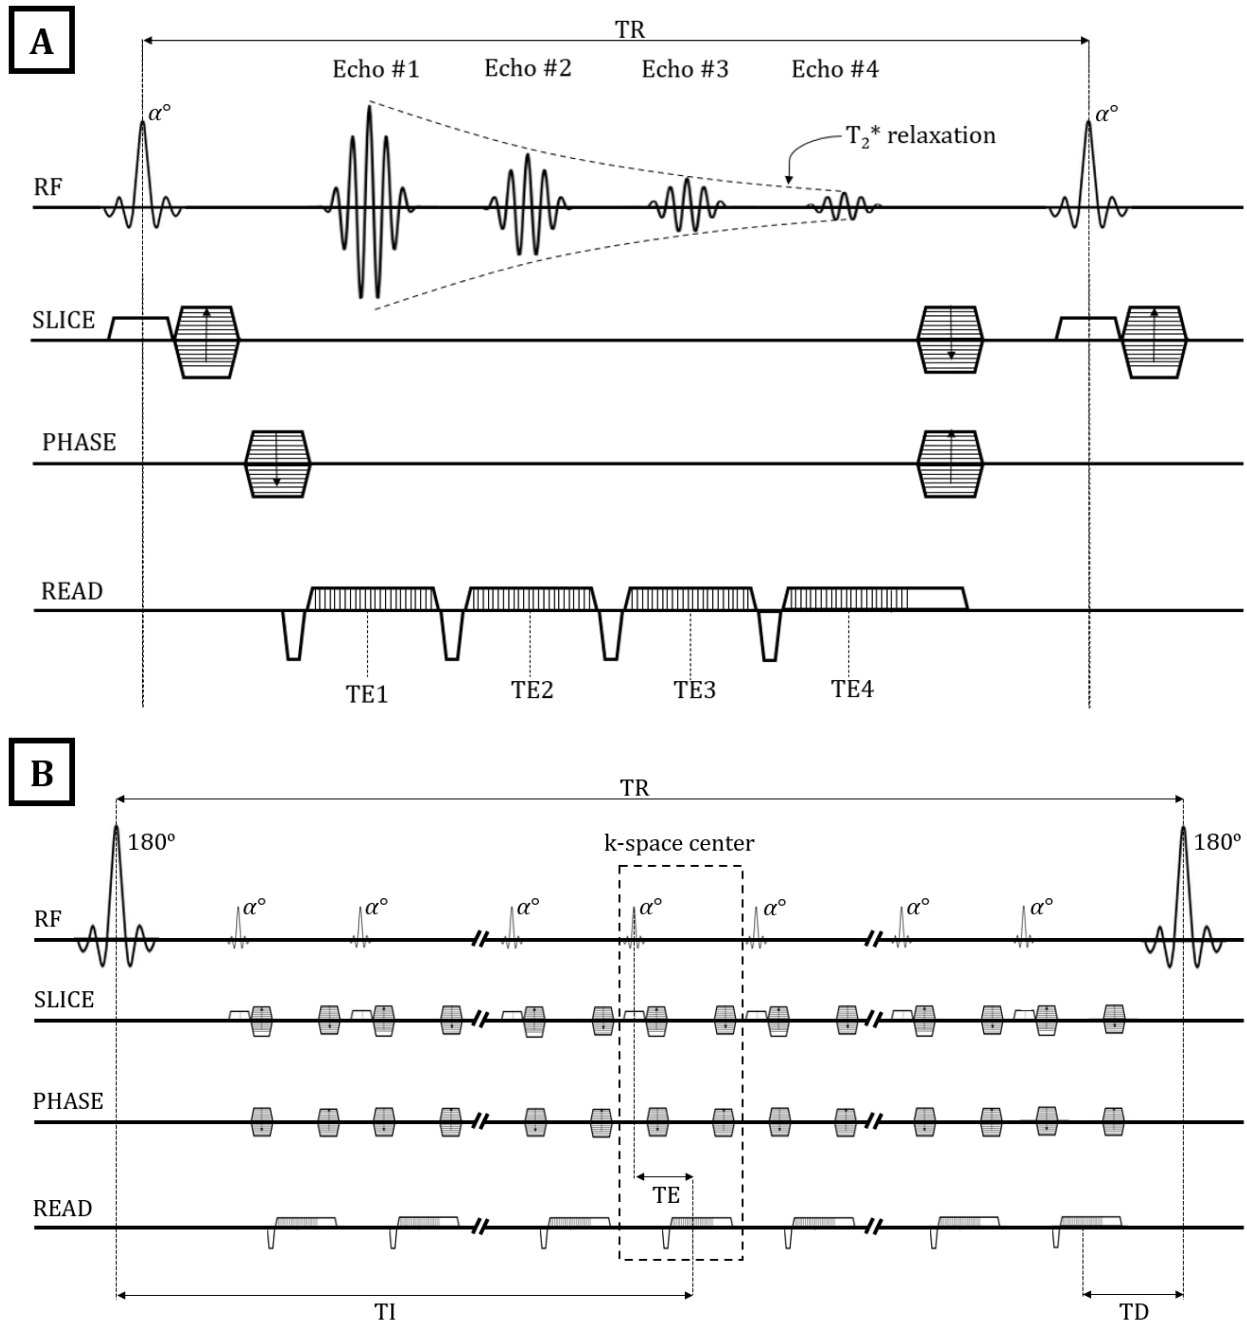 A
TR
Echo #1 Echo #2 Echo #3 Echo #4
α° α°
T₂* relaxation
RF
SLICE
PHASE
READ
TE1 TE2 TE3 TE4
B
TR
180º 180º
k-space center
α° α° α° α° α° α° α°
RF
SLICE
PHASE
TE
READ
TI TD